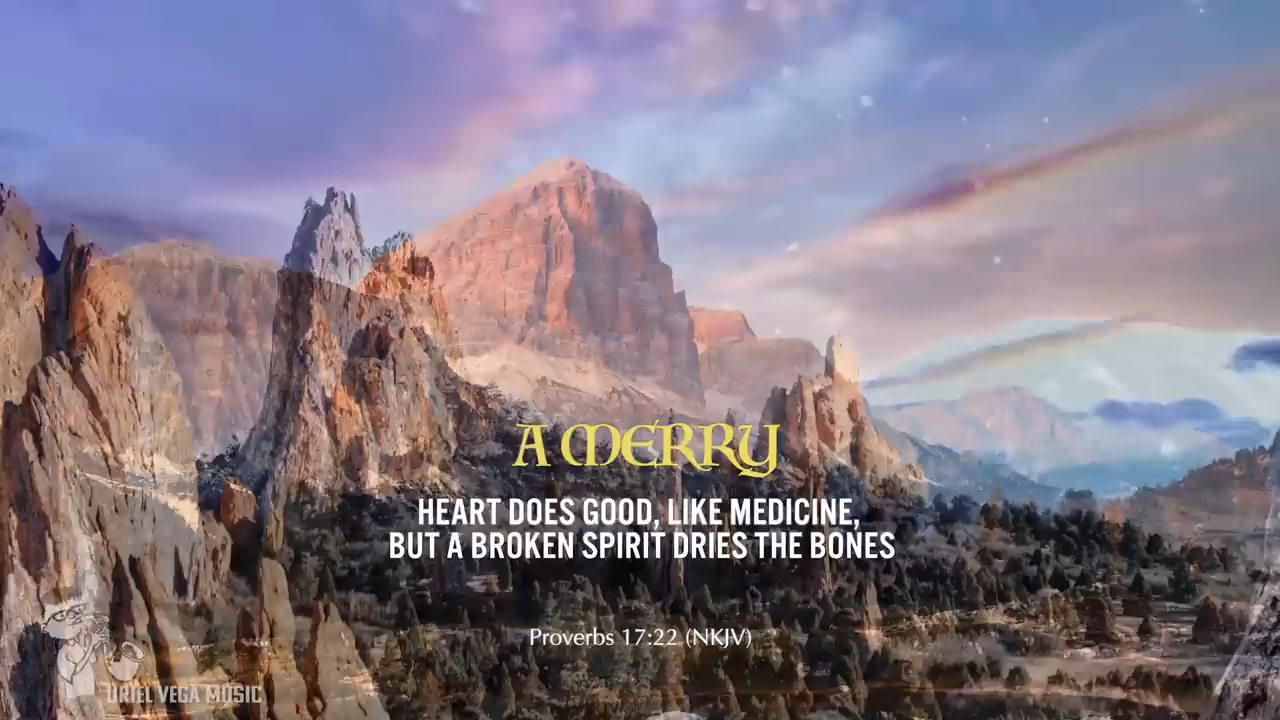 A MERRY
HEART DOES GOOD, LIKE MEDICINE,
BUT A BROKEN SPIRIT DRIES THE BONES
Proverbs 17:22 (NKJV)
URIEL VEGA MUSIC